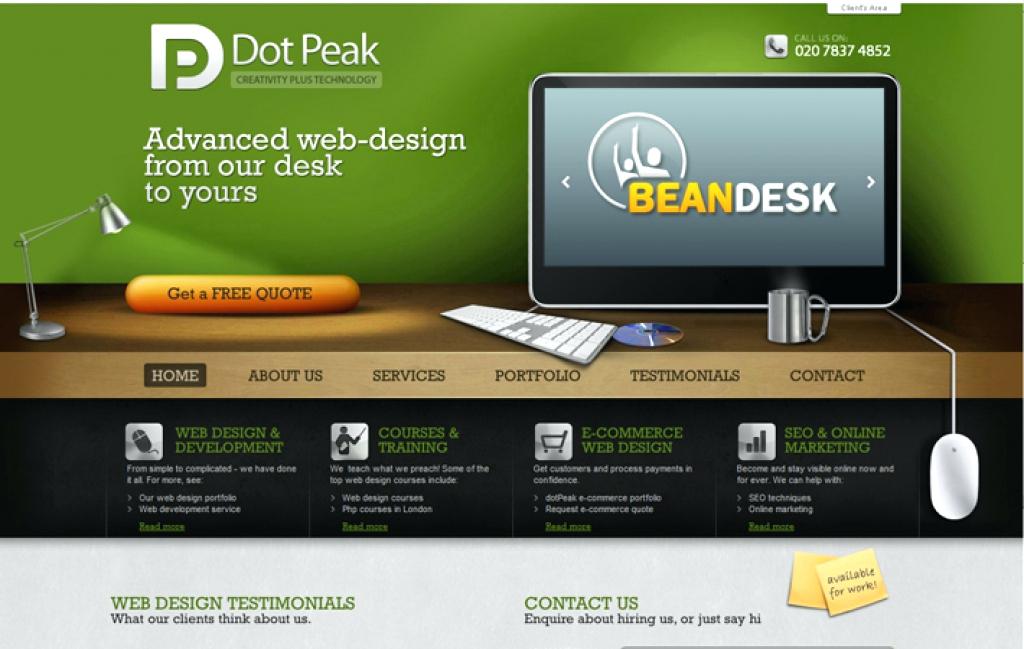 Client's Area
Dot Peak
CREATIVITY PLUS TECHNOLOGY
CALL US ON:
020 7837 4852
Advanced web-design
from our desk
to yours
BEANDESK
Get a FREE QUOTE
HOME ABOUT US SERVICES PORTFOLIO TESTIMONIALS CONTACT
WEB DESIGN &
DEVELOPMENT
From simple to complicated - we have done
it all. For more, see:
Our web design portfolio
Web development service
Read more
COURSES &
TRAINING
We teach what we preach! Some of the
top web design courses include:
Web design courses
Php courses in London
Read more
E-COMMERCE
WEB DESIGN
Get customers and process payments in
confidence.
dotPeak e-commerce portfolio
Request e-commerce quote
Read more
SEO & ONLINE
MARKETING
Become and stay visible online now and
for ever. We can help with:
SEO techniques
Online marketing
Read more
available
for work!
WEB DESIGN TESTIMONIALS
What our clients think about us.
CONTACT US
Enquire about hiring us, or just say hi